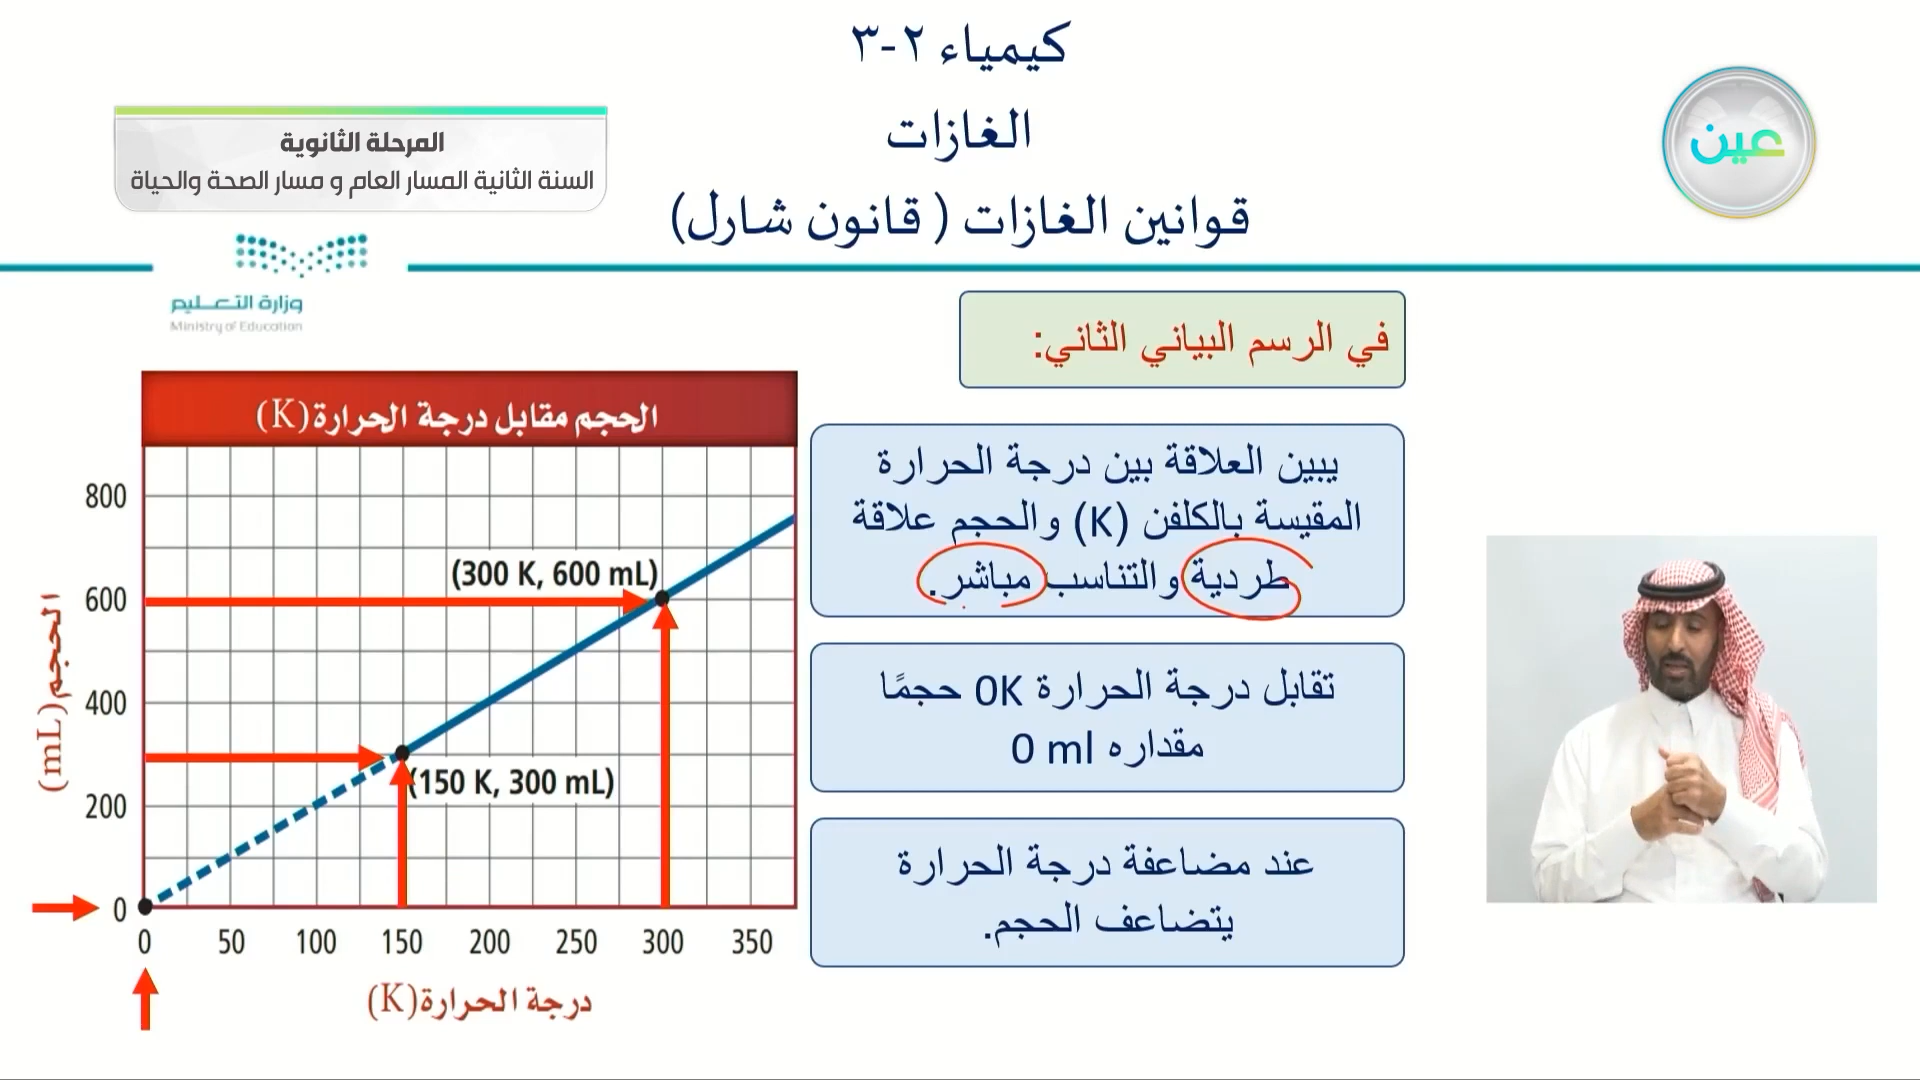 كيمياء ٢-٣
الغازات
قوانين الغازات ( قانون شارل)
عين
المرحلة الثانوية
السنة الثانية المسار العام و مسار الصحة والحياة
وزارة التعـليم
Ministry of Education
في الرسم البياني الثاني:
يبين العلاقة بين درجة الحرارة
المقيسة بالكلفن (K) والحجم علاقة
طردية والتناسب مباشر.
تقابل درجة الحرارة 0K حجمًا
مقداره 0 ml
عند مضاعفة درجة الحرارة
يتضاعف الحجم.
الحجم مقابل درجة الحرارة(K)
الحجم(mL)
800
600
400
200
0
(300 K, 600 mL)
(150 K, 300 mL)
0 50 100 150 200 250 300 350
درجة الحرارة(K)